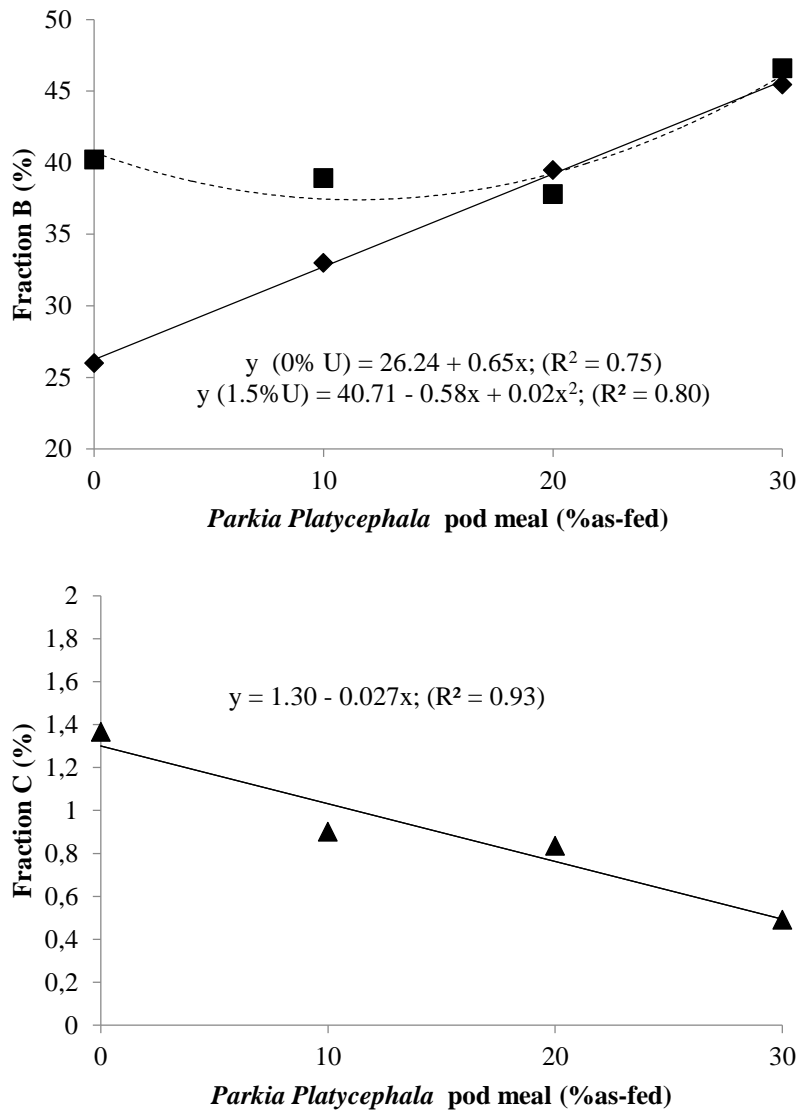 50
45
40
35
30
25
20
Fraction B (%)
y (0% U) = 26.24 + 0.65x; (R² = 0.75)
y (1.5%U) = 40.71 - 0.58x + 0.02x²; (R² = 0.80)
0 10 20 30
Parkia Platycephala pod meal (%as-fed)
2
1,8
1,6
1,4
1,2
1
0,8
0,6
0,4
0,2
0
Fraction C (%)
y = 1.30 - 0.027x; (R² = 0.93)
0 10 20 30
Parkia Platycephala pod meal (%as-fed)